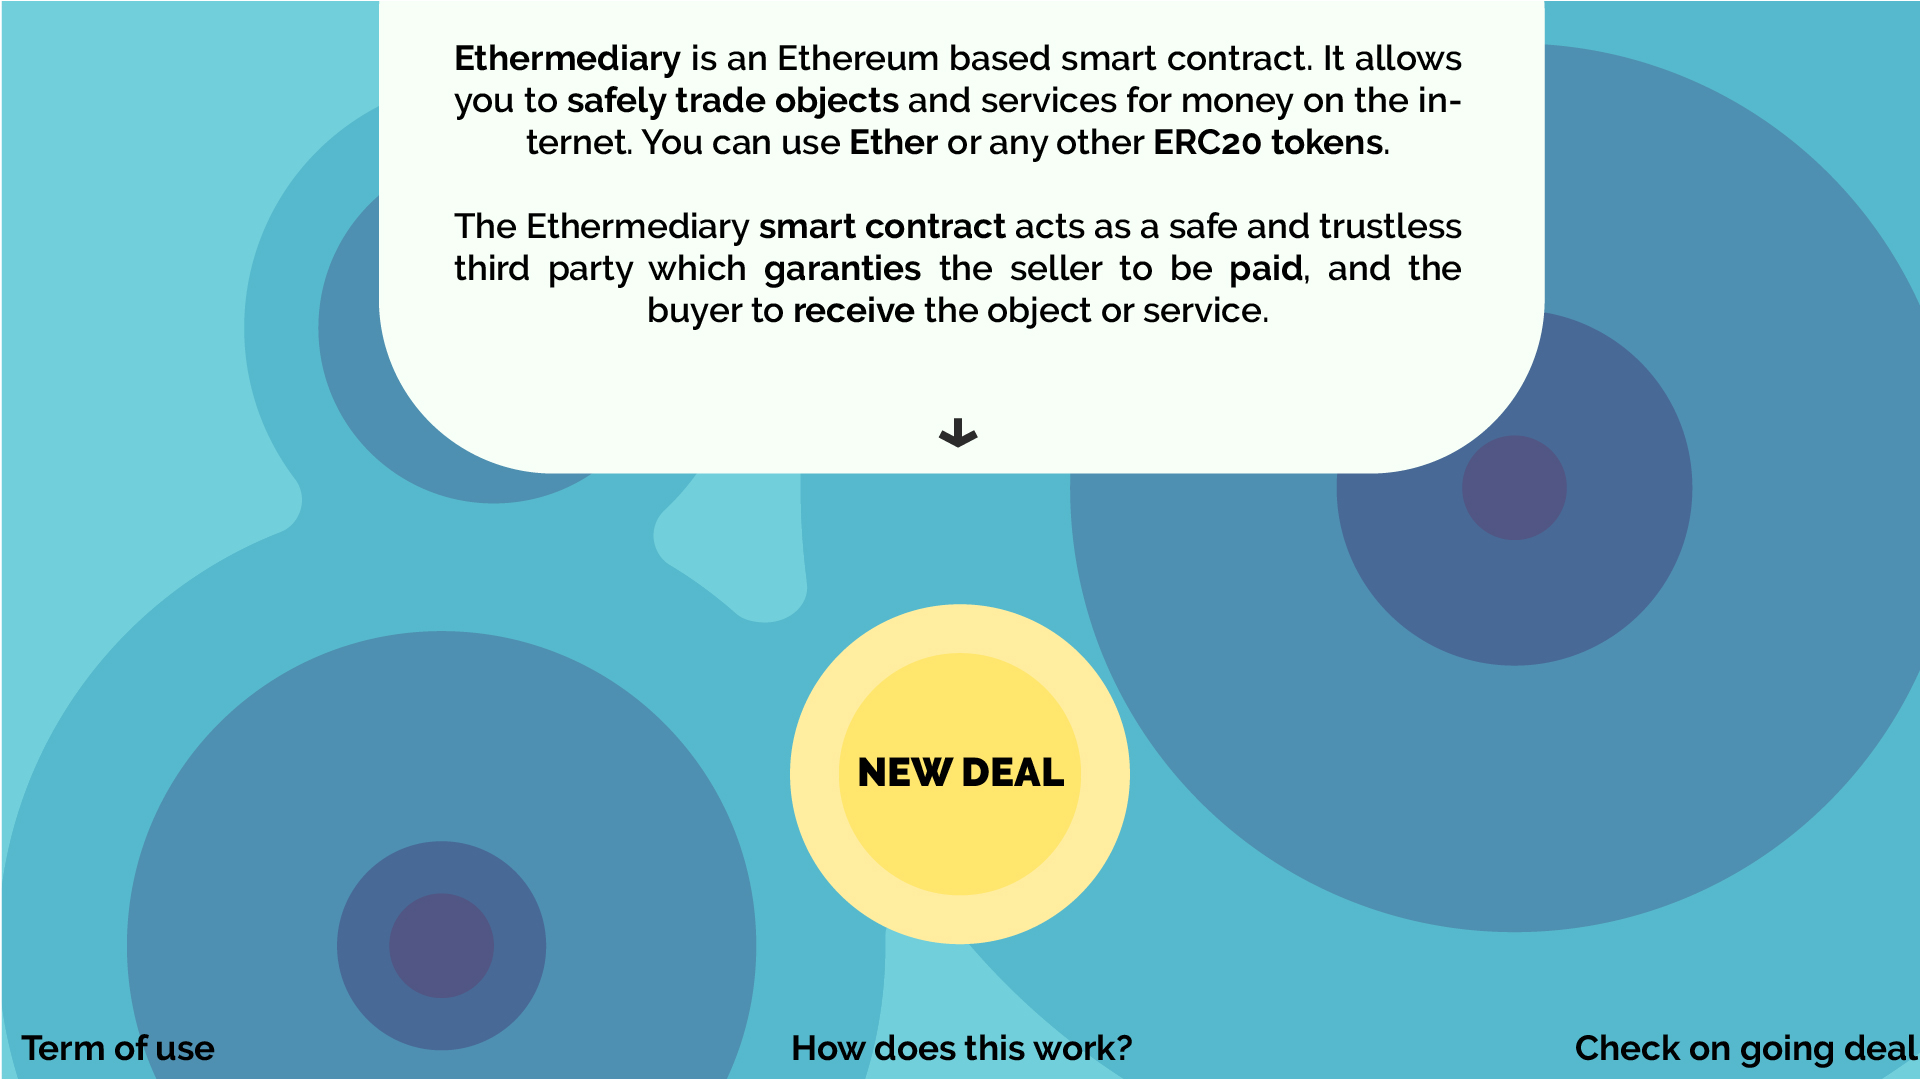 Ethermediary is an Ethereum based smart contract. It allows
you to safely trade objects and services for money on the in-
ternet. You can use Ether or any other ERC20 tokens.
The Ethermediary smart contract acts as a safe and trustless
third party which garanties the seller to be paid, and the
buyer to receive the object or service.
NEW DEAL
Term of use
How does this work?
Check on going deal